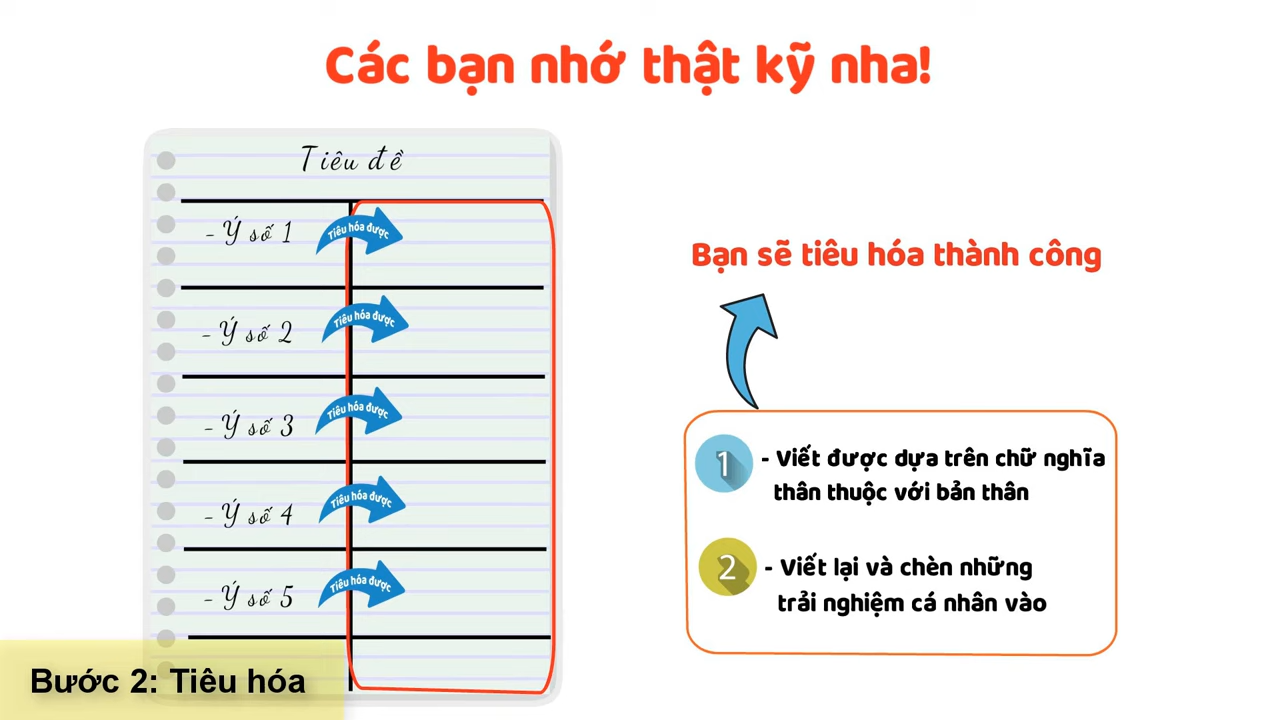 Các bạn nhớ thật kỹ nha!
Tiêu đề
- Ý số 1
Tiêu hóa được
- Ý số 2
Tiêu hóa được
- Ý số 3
Tiêu hóa được
- Ý số 4
Tiêu hóa được
- Ý số 5
Tiêu hóa được
Bạn sẽ tiêu hóa thành công
1
- Viết được dựa trên chữ nghĩa
thân thuộc với bản thân
2
- Viết lại và chèn những
trải nghiệm cá nhân vào
Bước 2: Tiêu hóa